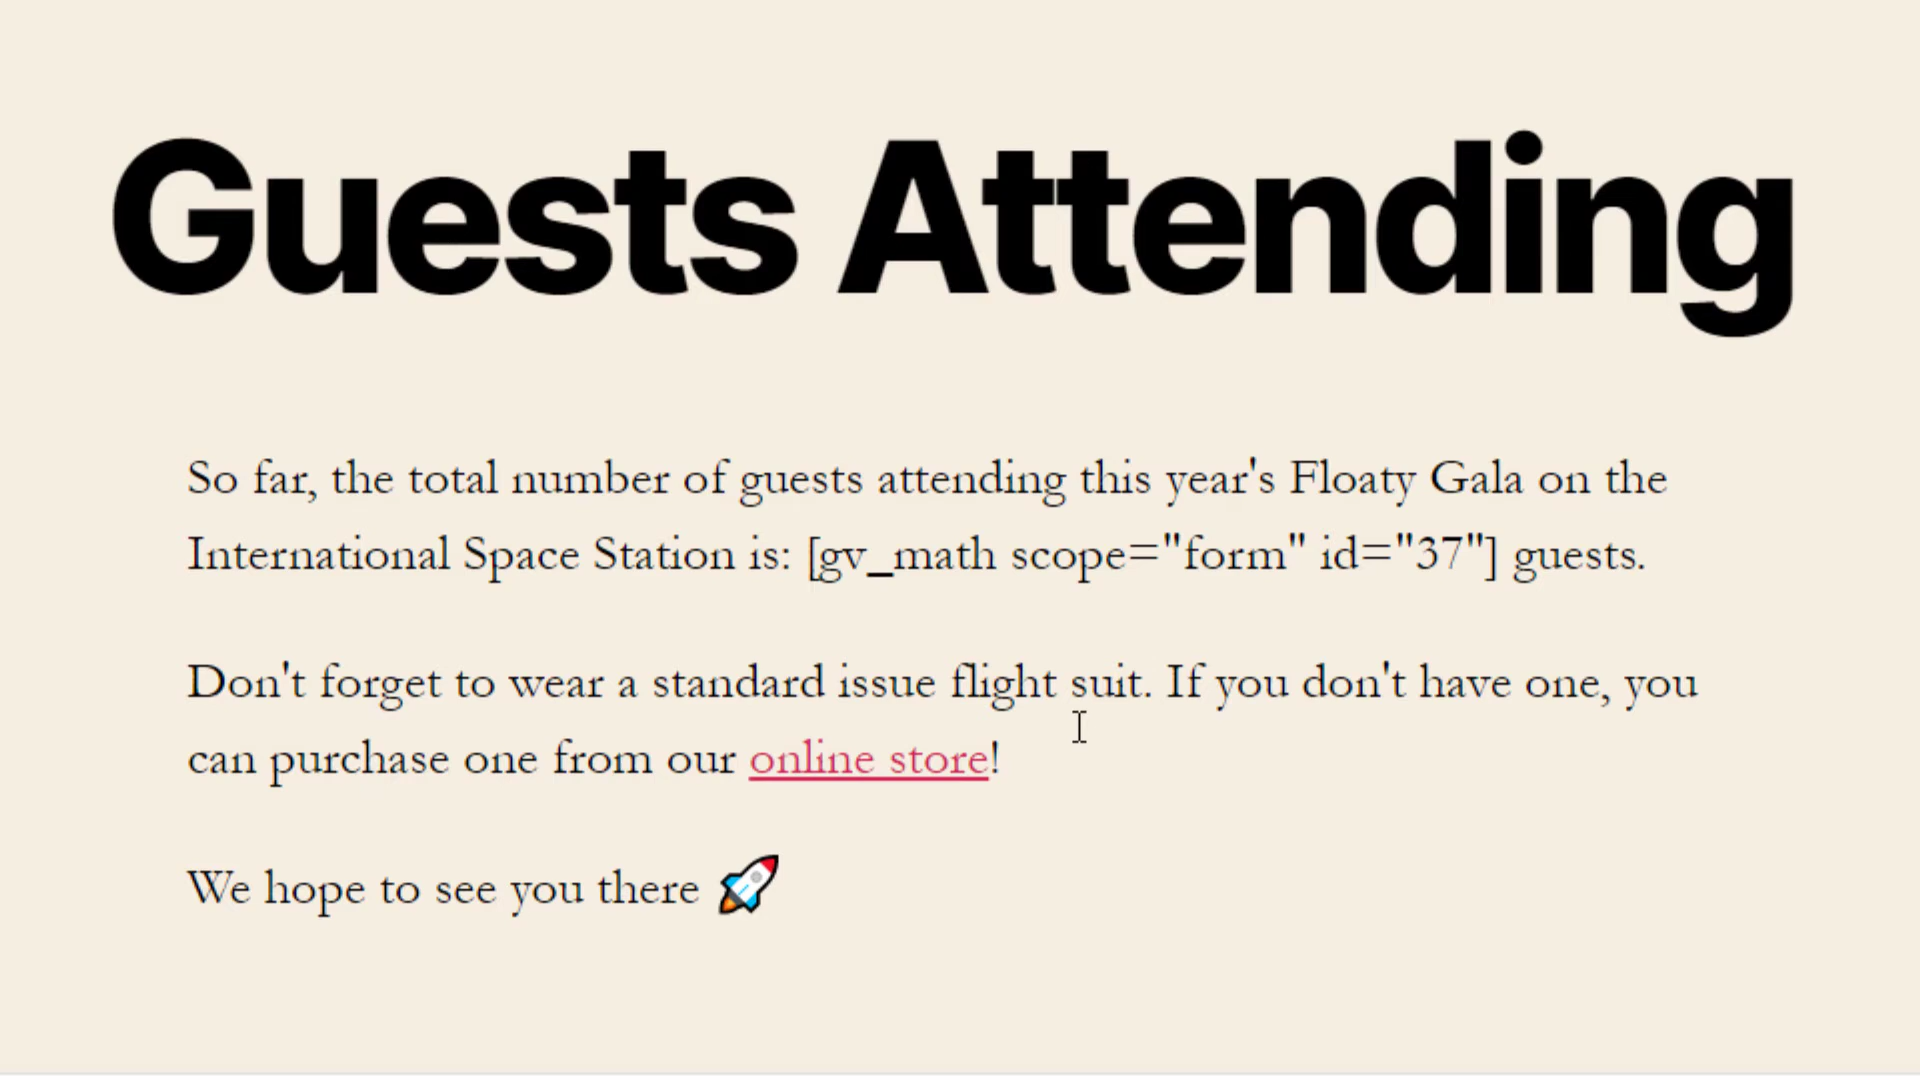 Guests Attending
So far, the total number of guests attending this year's Floaty Gala on the
International Space Station is: [gv_math scope="form" id="37"] guests.
Don't forget to wear a standard issue flight suit. If you don't have one, you
can purchase one from our online store!
We hope to see you there 🚀